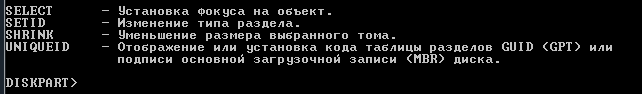 SELECT - Установка фокуса на объект.
SETID - Изменение типа раздела.
SHRINK - Уменьшение размера выбранного тома.
UNIQUEID - Отображение или установка кода таблицы разделов GUID (GPT) или
подписи основной загрузочной записи (MBR) диска.
DISKPART>